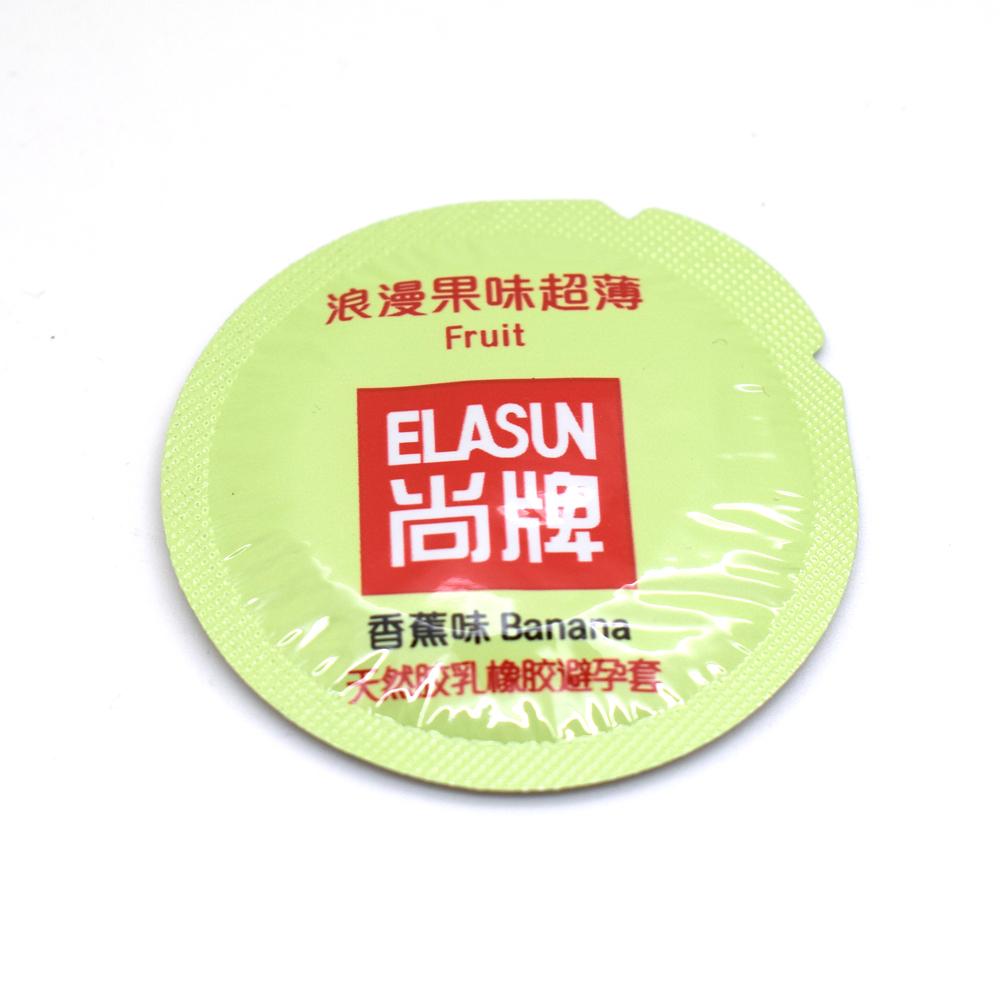 浪漫果味超薄
Fruit
ELASUN
尚牌
香蕉味 Banana
天然胶乳橡胶避孕套